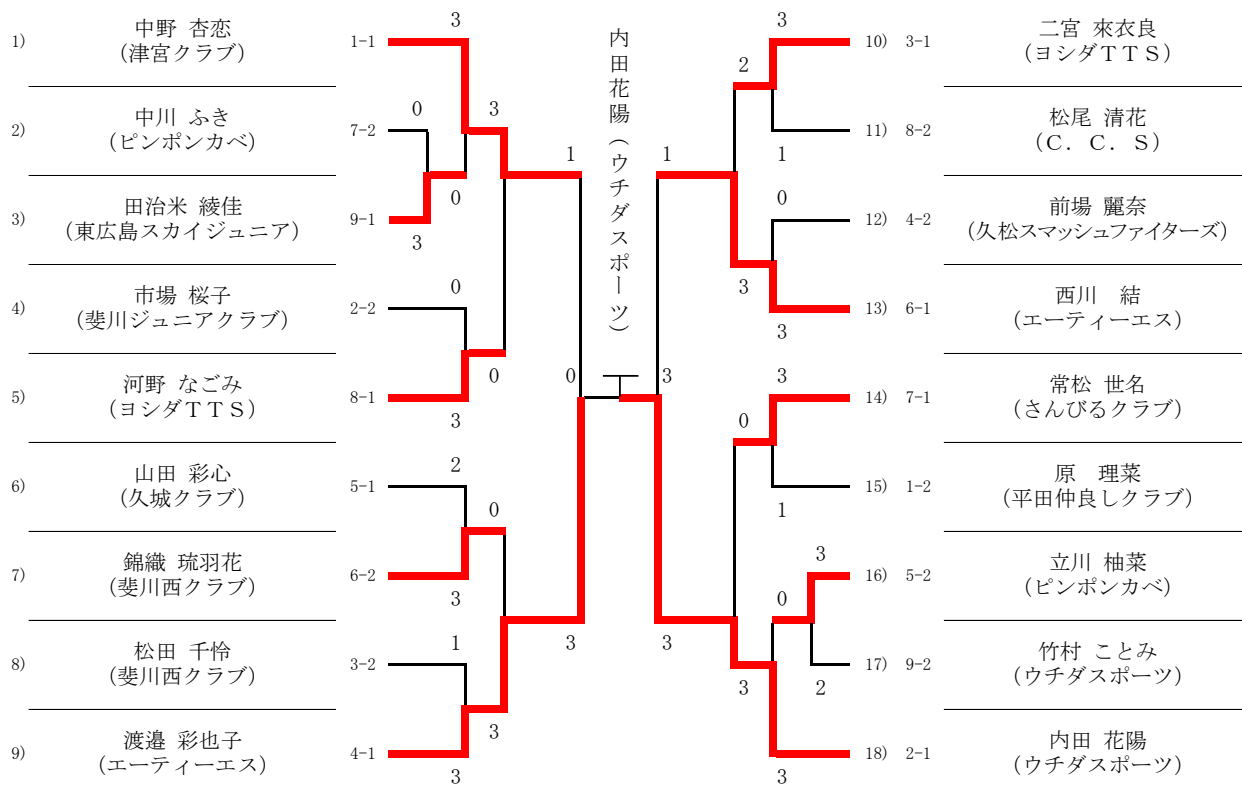 1)
中野 杏恋
(津宮クラブ)
1-1
2)
中川 ふき
(ピンポンカベ)
7-2
3)
田治米 綾佳
(東広島スカイジュニア)
9-1
4)
市場 桜子
(斐川ジュニアクラブ)
2-2
5)
河野 なごみ
(ヨシダTTS)
8-1
6)
山田 彩心
(久城クラブ)
5-1
7)
錦織 琉羽花
(斐川西クラブ)
6-2
8)
松田 千怜
(斐川西クラブ)
3-2
9)
渡邉 彩也子
(エーティーエス)
4-1
3
0
3
0
3
1
0
3
0
2
3
0
1
3
3
3
0
内田花陽(ウチダスポーツ)
3
1
3
3
2
1
0
3
3
3
0
1
3
2
0
3
3
10)
3-1
二宮 來衣良
(ヨシダTTS)
11)
8-2
松尾 清花
(C.C.S)
12)
4-2
前場 麗奈
(久松スマッシュファイターズ)
13)
6-1
西川 結
(エーティーエス)
14)
7-1
常松 世名
(さんびるクラブ)
15)
1-2
原 理菜
(平田仲良しクラブ)
16)
5-2
立川 柚菜
(ピンポンカベ)
17)
9-2
竹村 ことみ
(ウチダスポーツ)
18)
2-1
内田 花陽
(ウチダスポーツ)